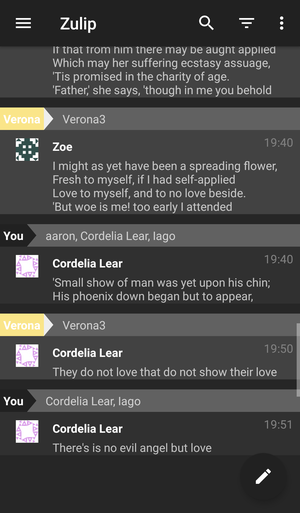 Zulip
If that from him there may be aught applied
Which may her suffering ecstasy assuage,
'Tis promised in the charity of age.
'Father,' she says, 'though in me you behold
Verona Verona3
Zoe 19:40
I might as yet have been a spreading flower,
Fresh to myself, if I had self-applied
Love to myself, and to no love beside.
'But woe is me! too early I attended
You aaron, Cordelia Lear, Iago
Cordelia Lear 19:40
'Small show of man was yet upon his chin;
His phoenix down began but to appear,
Verona Verona3
Cordelia Lear 19:50
They do not love that do not show their love
You Cordelia Lear, Iago
Cordelia Lear 19:51
There's is no evil angel but love